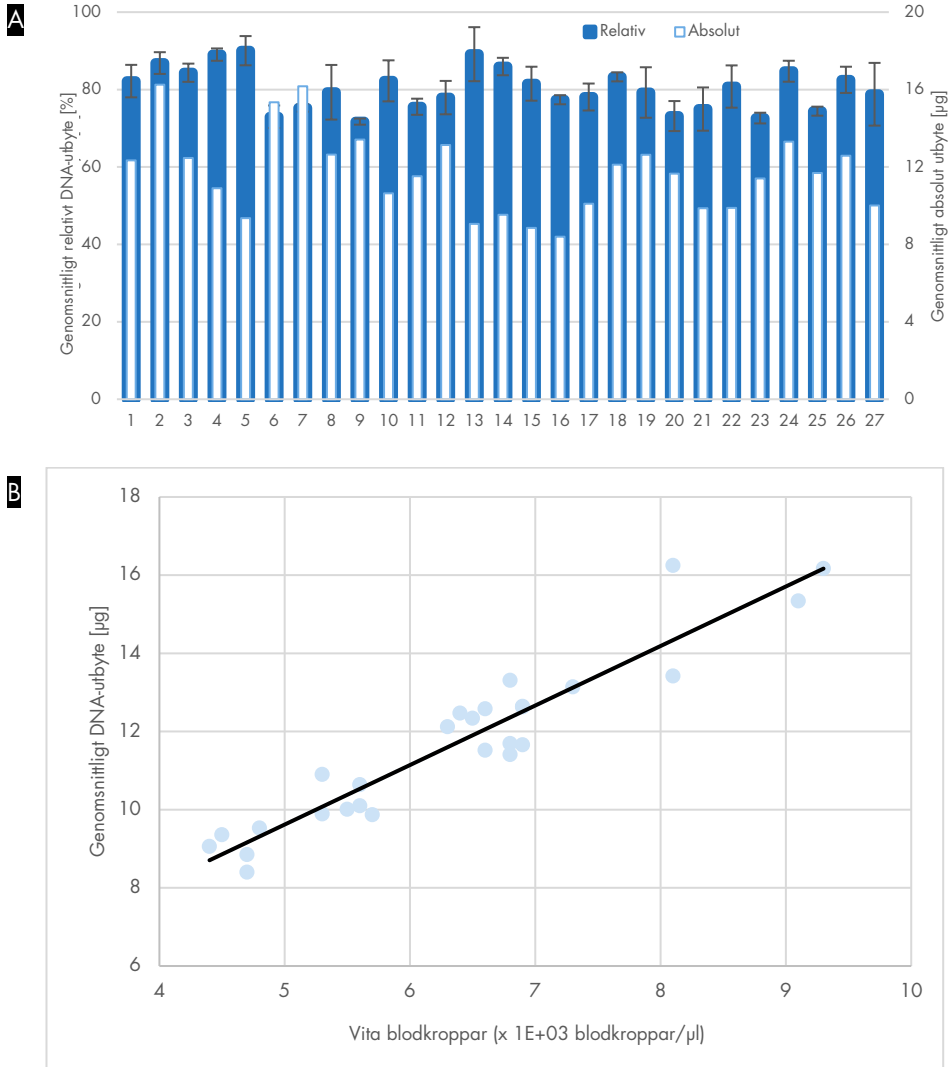 A
Relativ Absolut
Genomsnittligt relativt DNA-utbyte [%]
100
80
60
40
20
0
Genomsnittligt absolut utbyte [µg]
20
16
12
8
4
0
1 2 3 4 5 6 7 8 9 10 11 12 13 14 15 16 17 18 19 20 21 22 23 24 25 26 27
B
Genomsnittligt DNA-utbyte [µg]
18
16
14
12
10
8
6
4 5 6 7 8 9 10
Vita blodkroppar (x 1E+03 blodkroppar/µl)